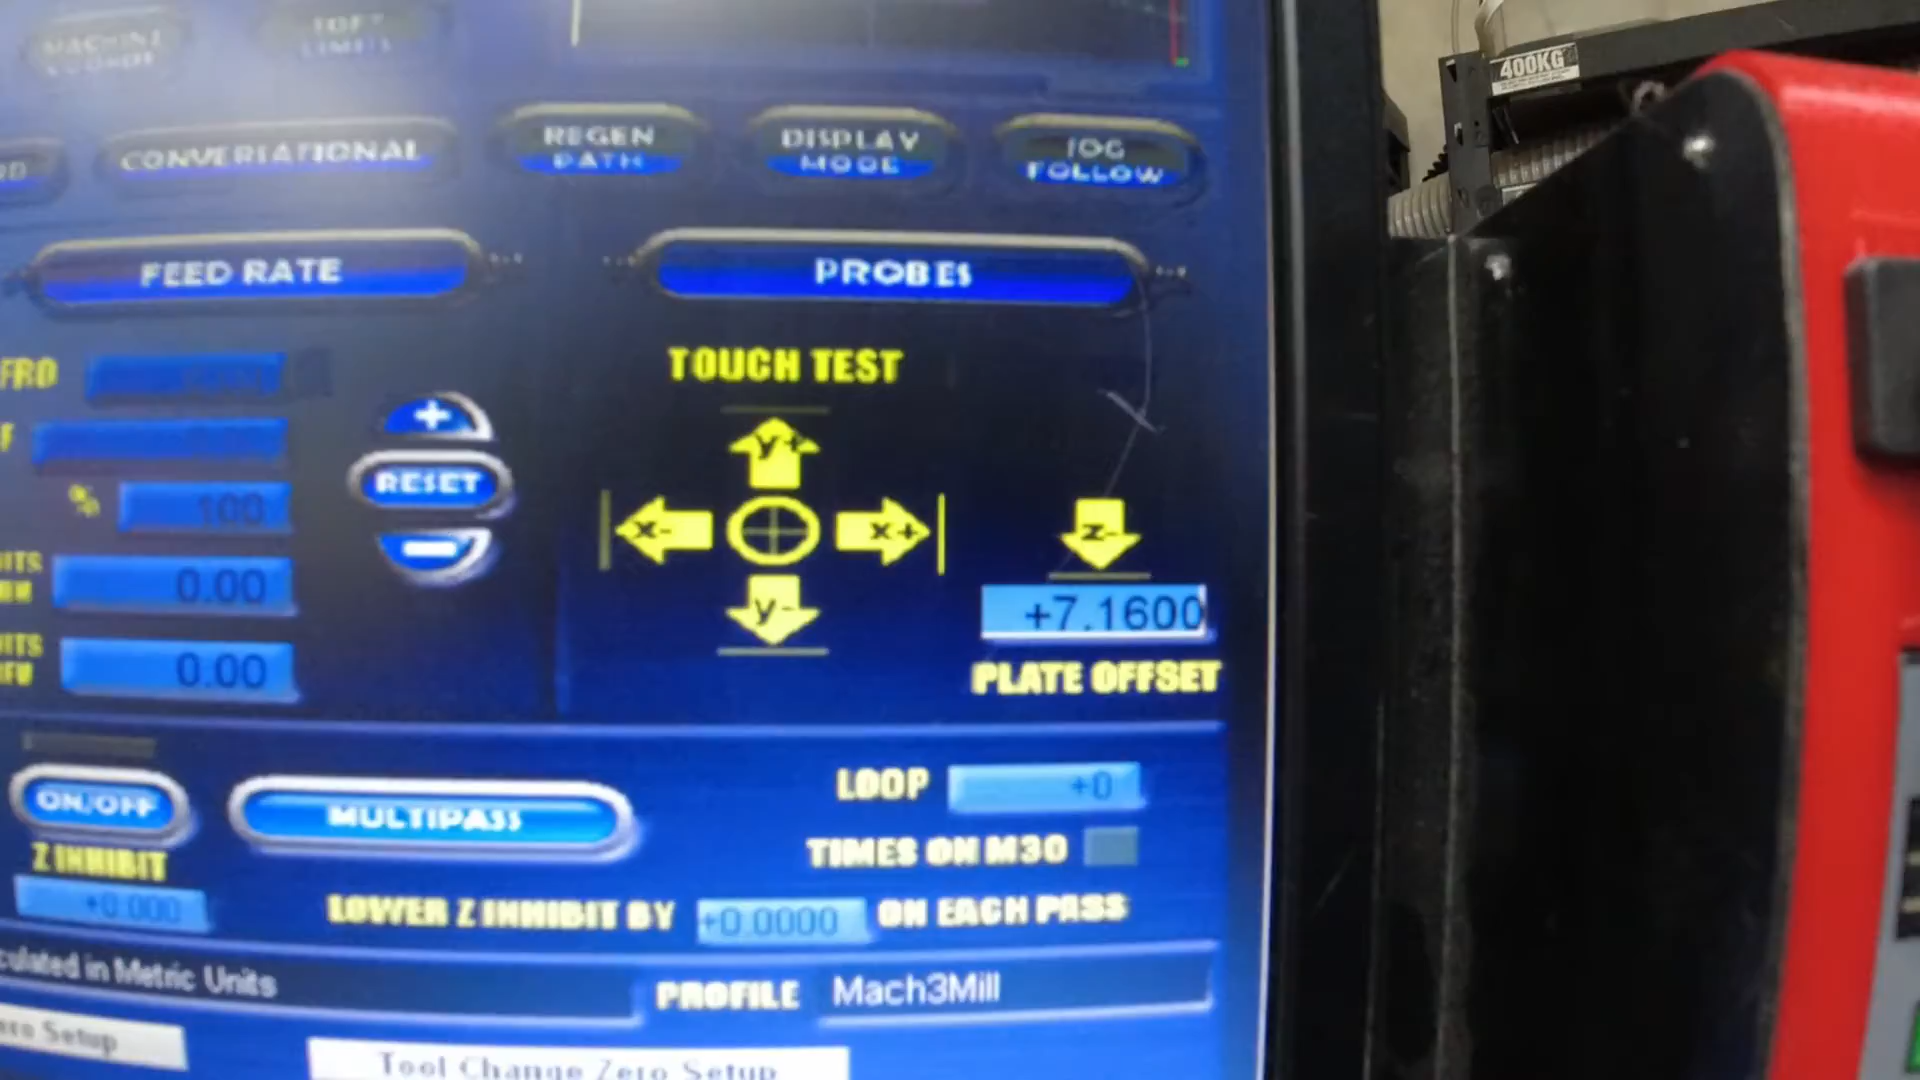 MACHINE
400KG
CONVERSATIONAL
REGEN
PATH
DISPLAY
MODE
JOG
FOLLOW
FEED RATE
PROBES
TOUCH TEST
FRO
F
y+
+
RESET
%
100
x-
x+
z-
0.00
y-
+7.1600
0.00
PLATE OFFSET
ON/OFF
MULTIPASS
LOOP
+0
Z INHIBIT
TIMES ON M30
+0.000
LOWER Z INHIBIT BY
+0.0000
ON EACH PASS
culated in Metric Units
PROFILE
Mach3Mill
ero Setup
Tool Change Zero Setup